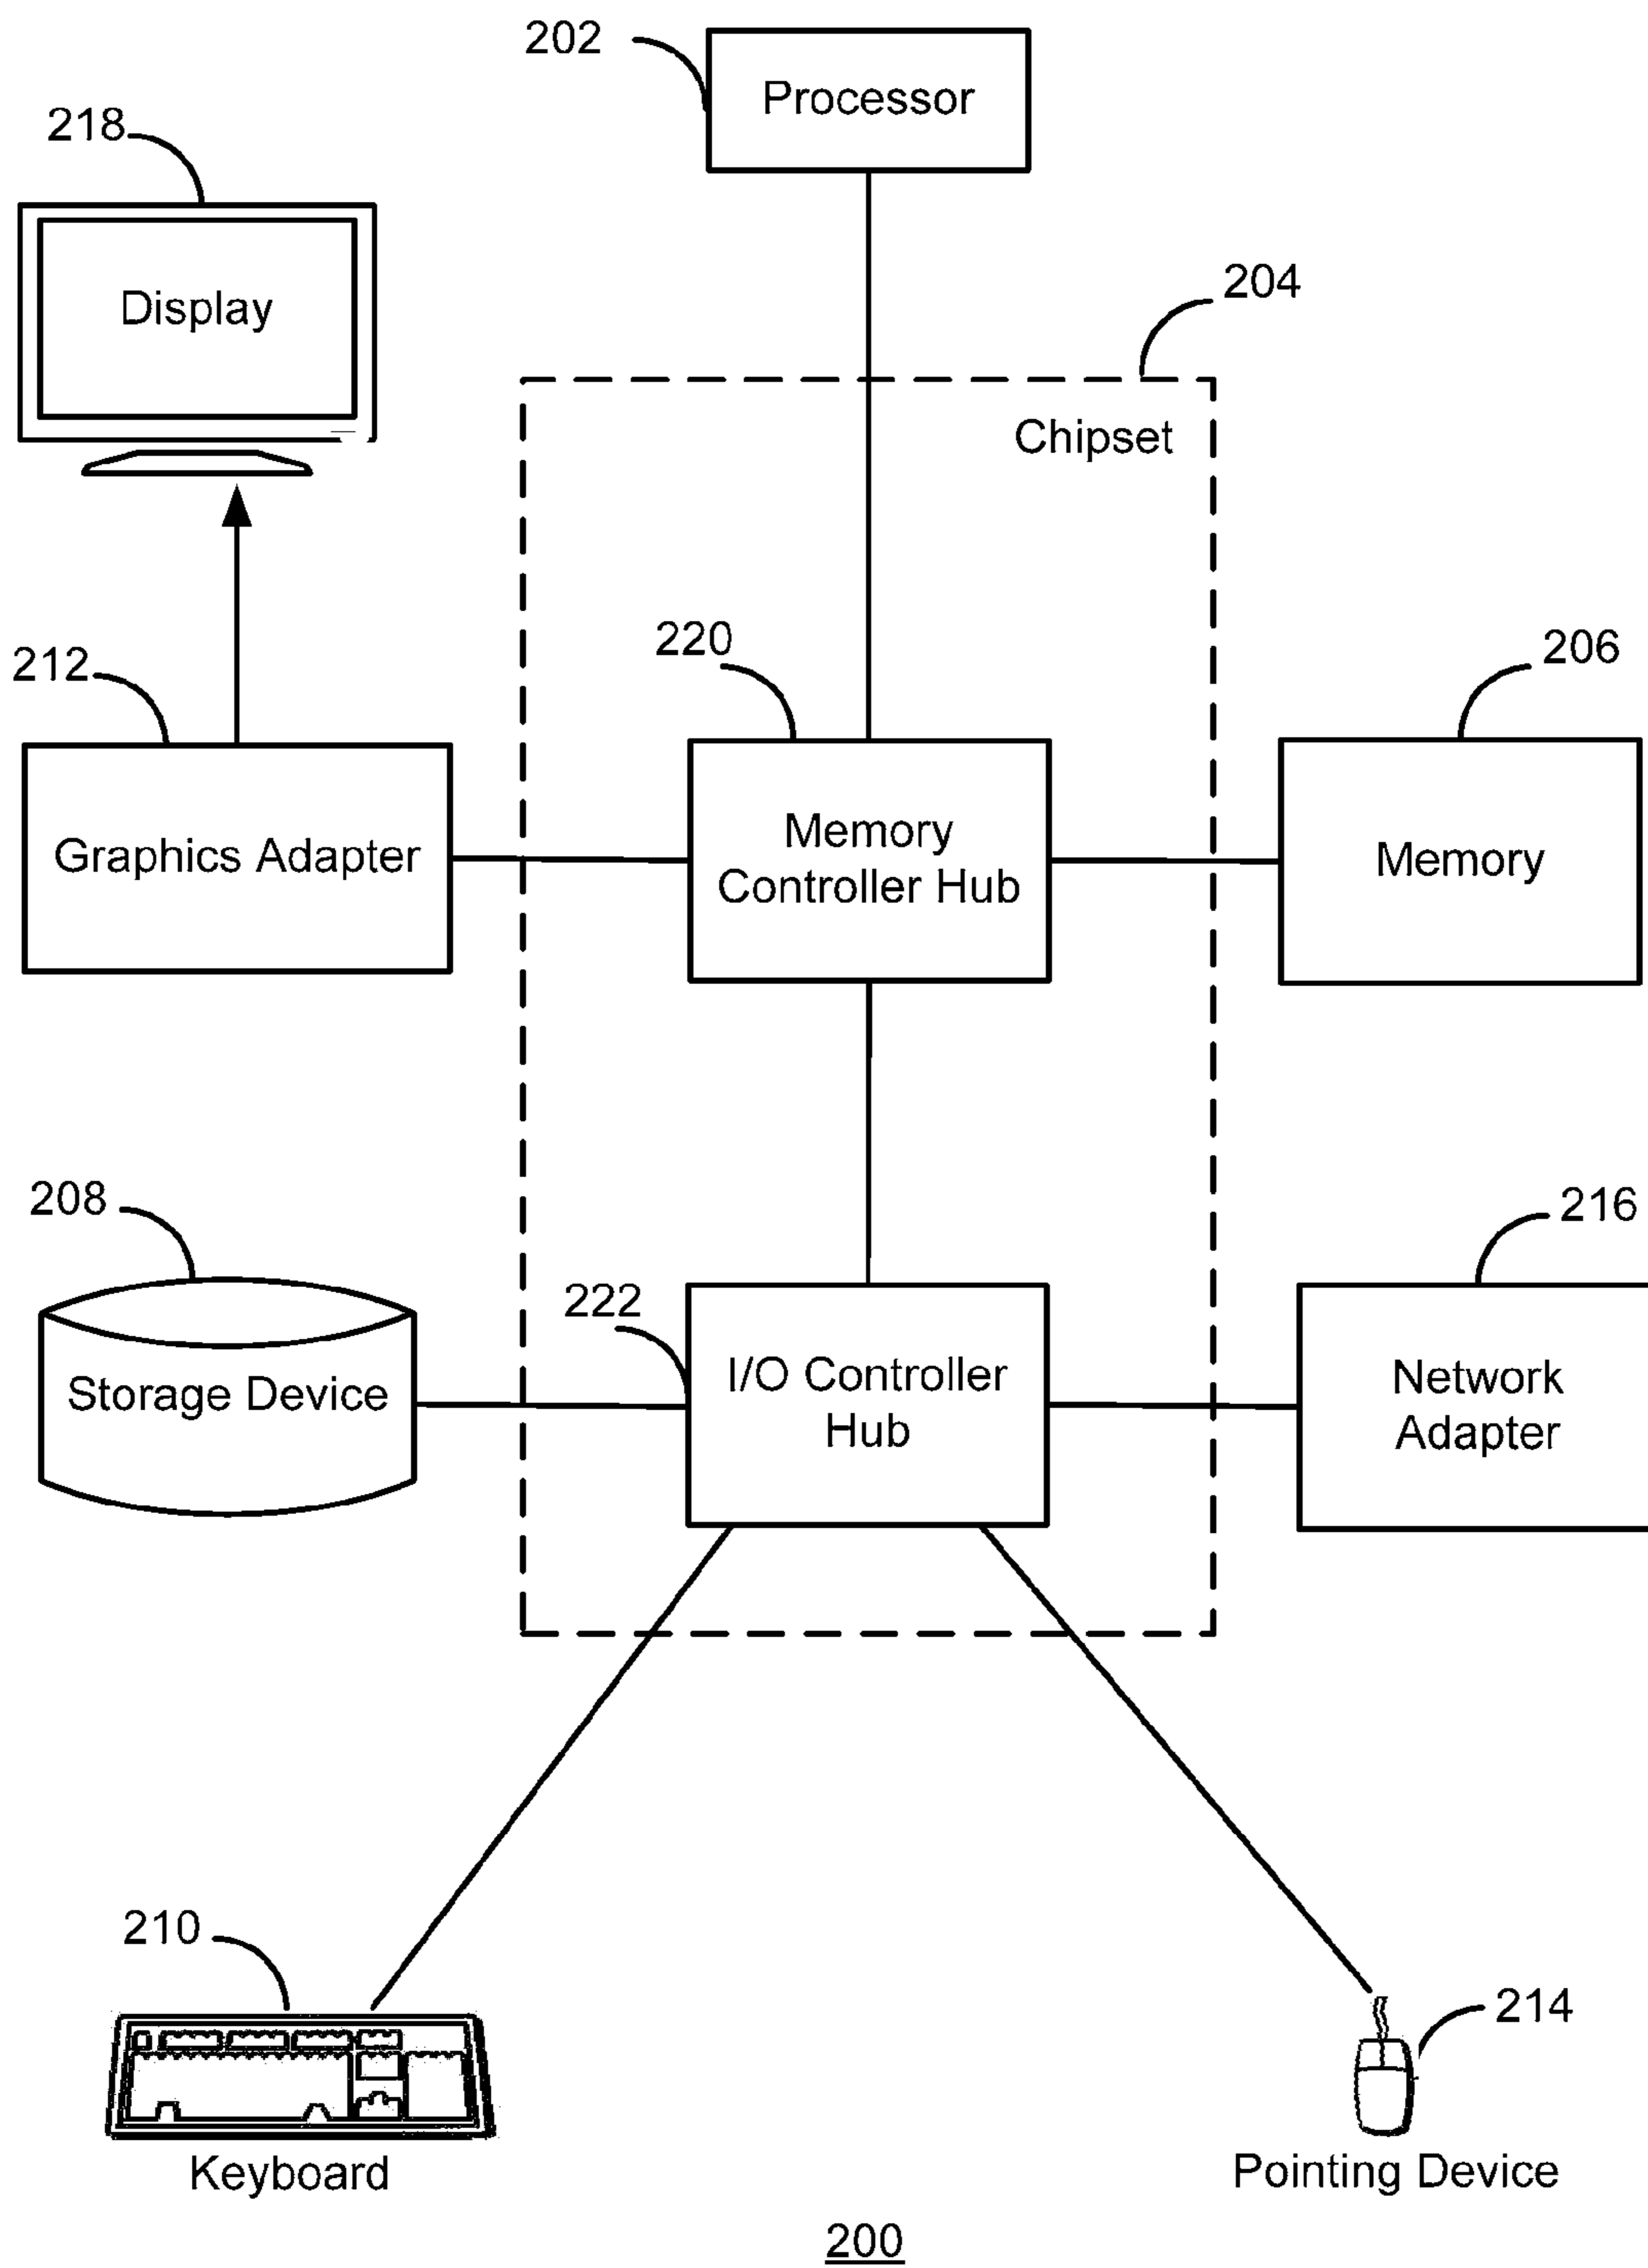 202
Processor
218
Display
204
Chipset
212
220
206
Graphics Adapter
Memory
Controller Hub
Memory
208
222
216
Storage Device
I/O Controller
Hub
Network
Adapter
210
214
Keyboard
Pointing Device
200